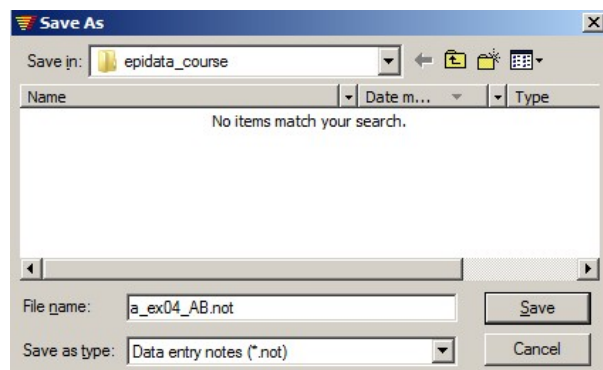 Save As
Save in: epidata_course
Name Date m... Type
No items match your search.
File name: a_ex04_AB.not Save
Save as type: Data entry notes (*.not) Cancel